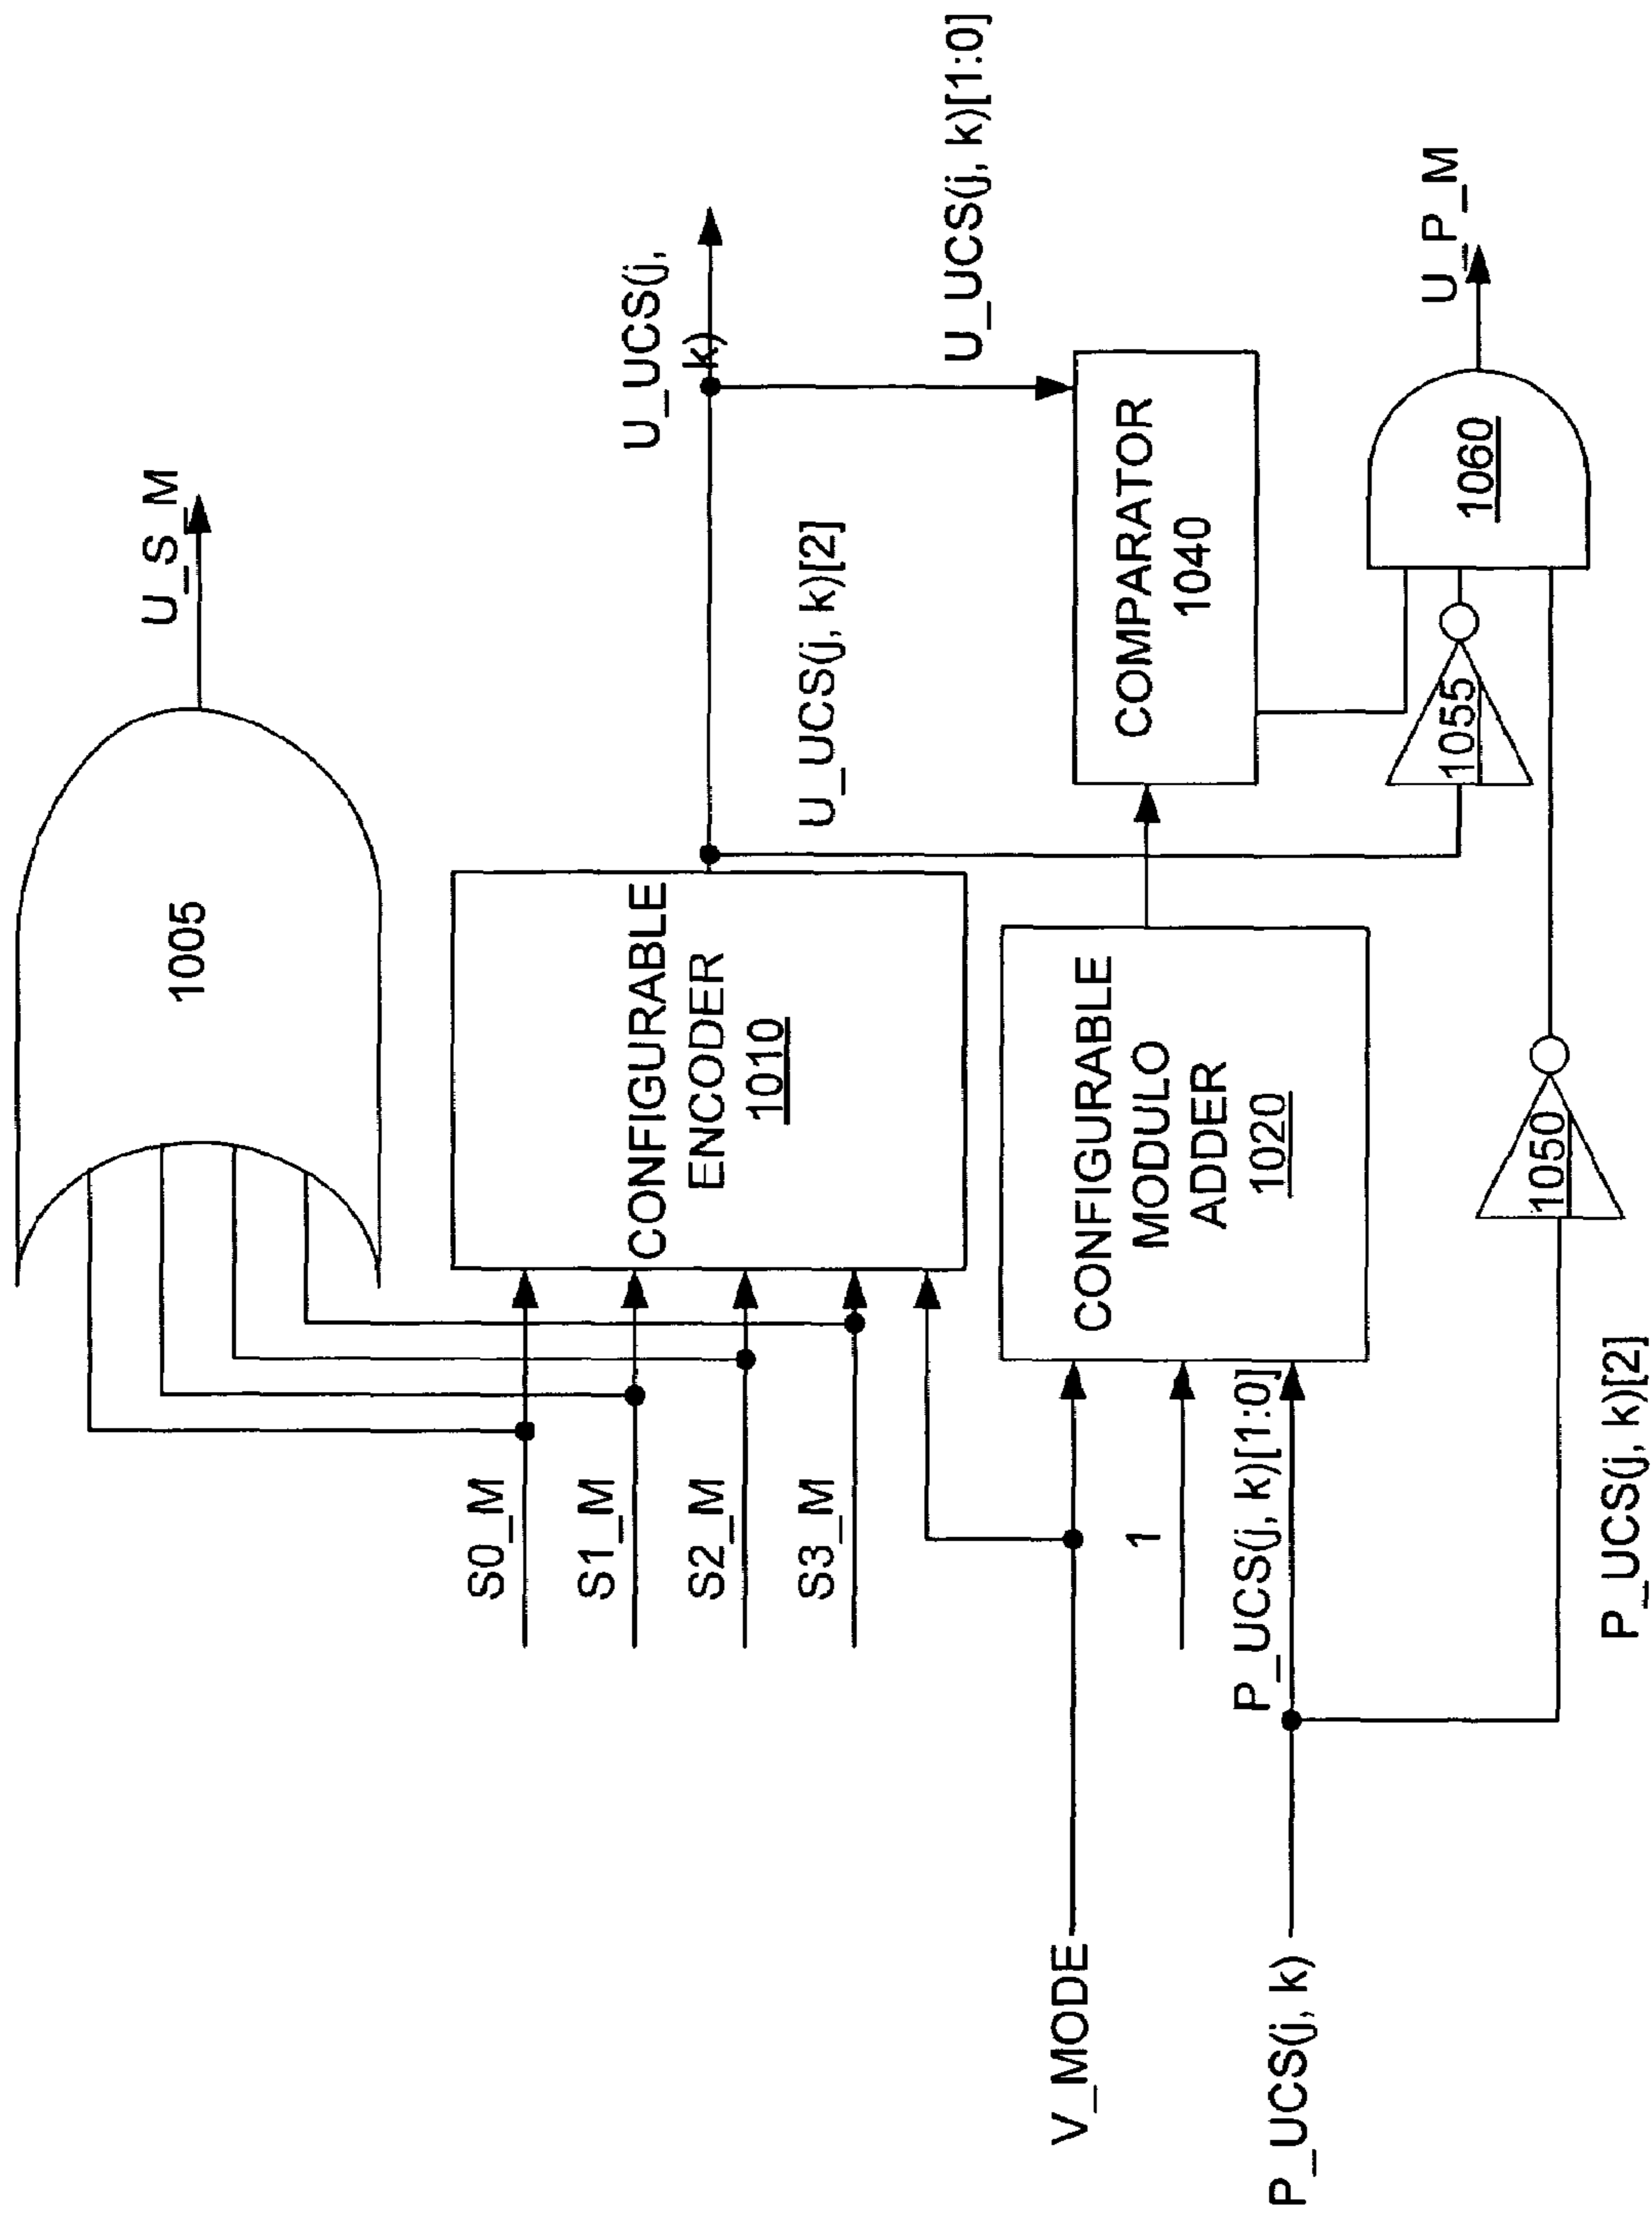 U_S_M
1005
S0_M
S1_M
S2_M
S3_M
CONFIGURABLE
ENCODER
1010
U_UCS(j,
k)
U_UCS(j, k)[2]
U_UCS(j, k)[1:0]
V_MODE
1
P_UCS(j, k)[1:0]
P_UCS(j, k)
CONFIGURABLE
MODULO
ADDER
1020
COMPARATOR
1040
1055
1060
U_P_M
1050
P_UCS(j, k)[2]